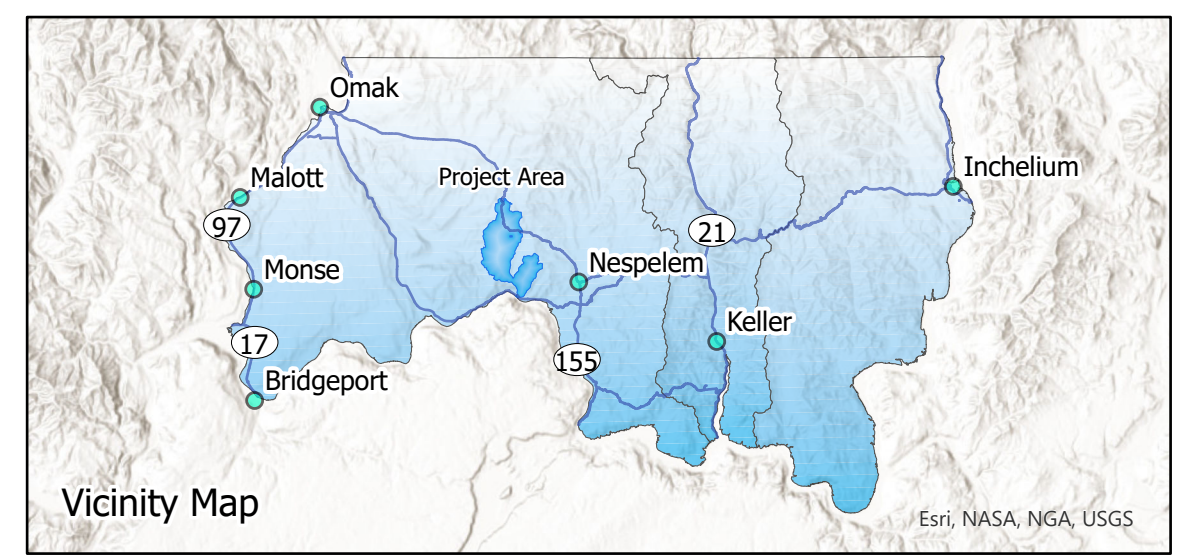 Omak
Malott
Project Area
Inchelium
97
21
Monse
Nespelem
Keller
17
155
Bridgeport
Vicinity Map
Esri, NASA, NGA, USGS